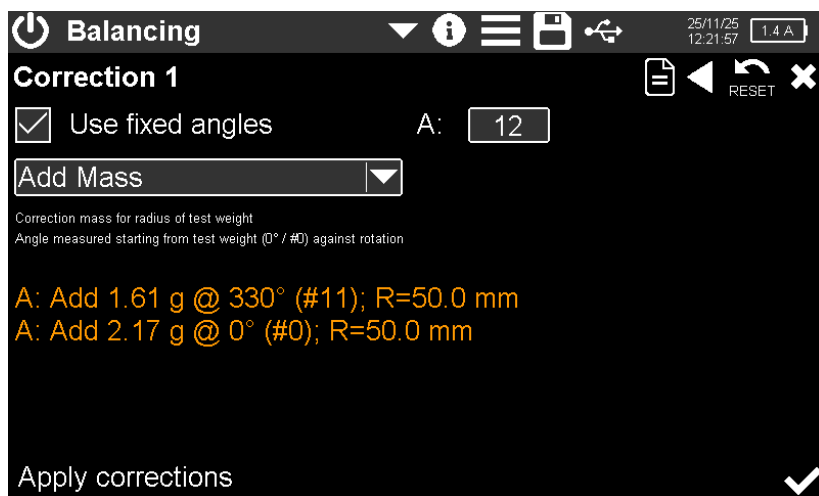 Balancing
25/11/25
12:21:57
1.4 A
Correction 1
RESET
Use fixed angles A: 12
Add Mass
Correction mass for radius of test weight
Angle measured starting from test weight (0° / #0) against rotation
A: Add 1.61 g @ 330° (#11); R=50.0 mm
A: Add 2.17 g @ 0° (#0); R=50.0 mm
Apply corrections